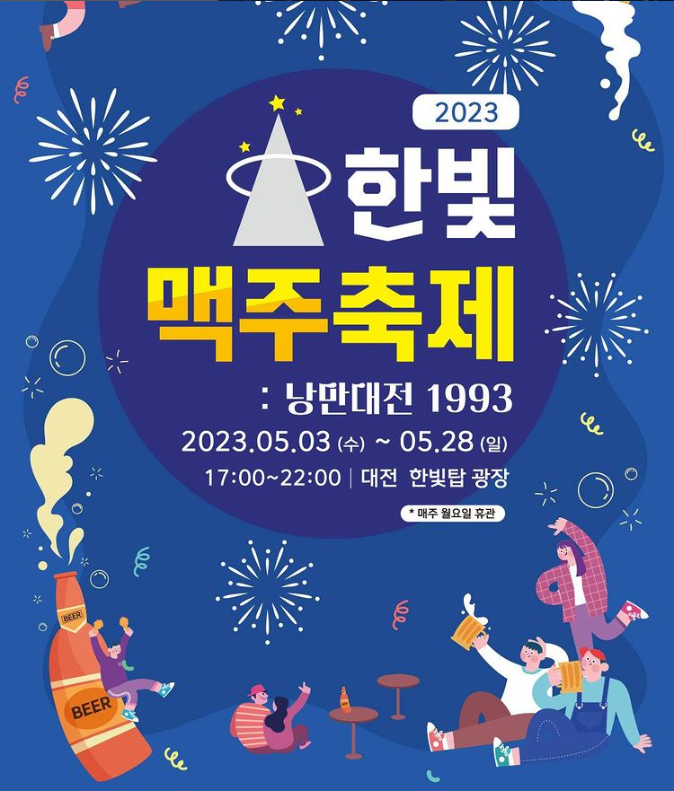 2023
한빛
맥주축제
: 낭만대전 1993
2023.05.03 (수) ~ 05.28 (일)
17:00~22:00 | 대전 한빛탑 광장
* 매주 월요일 휴관
BEER
BEER